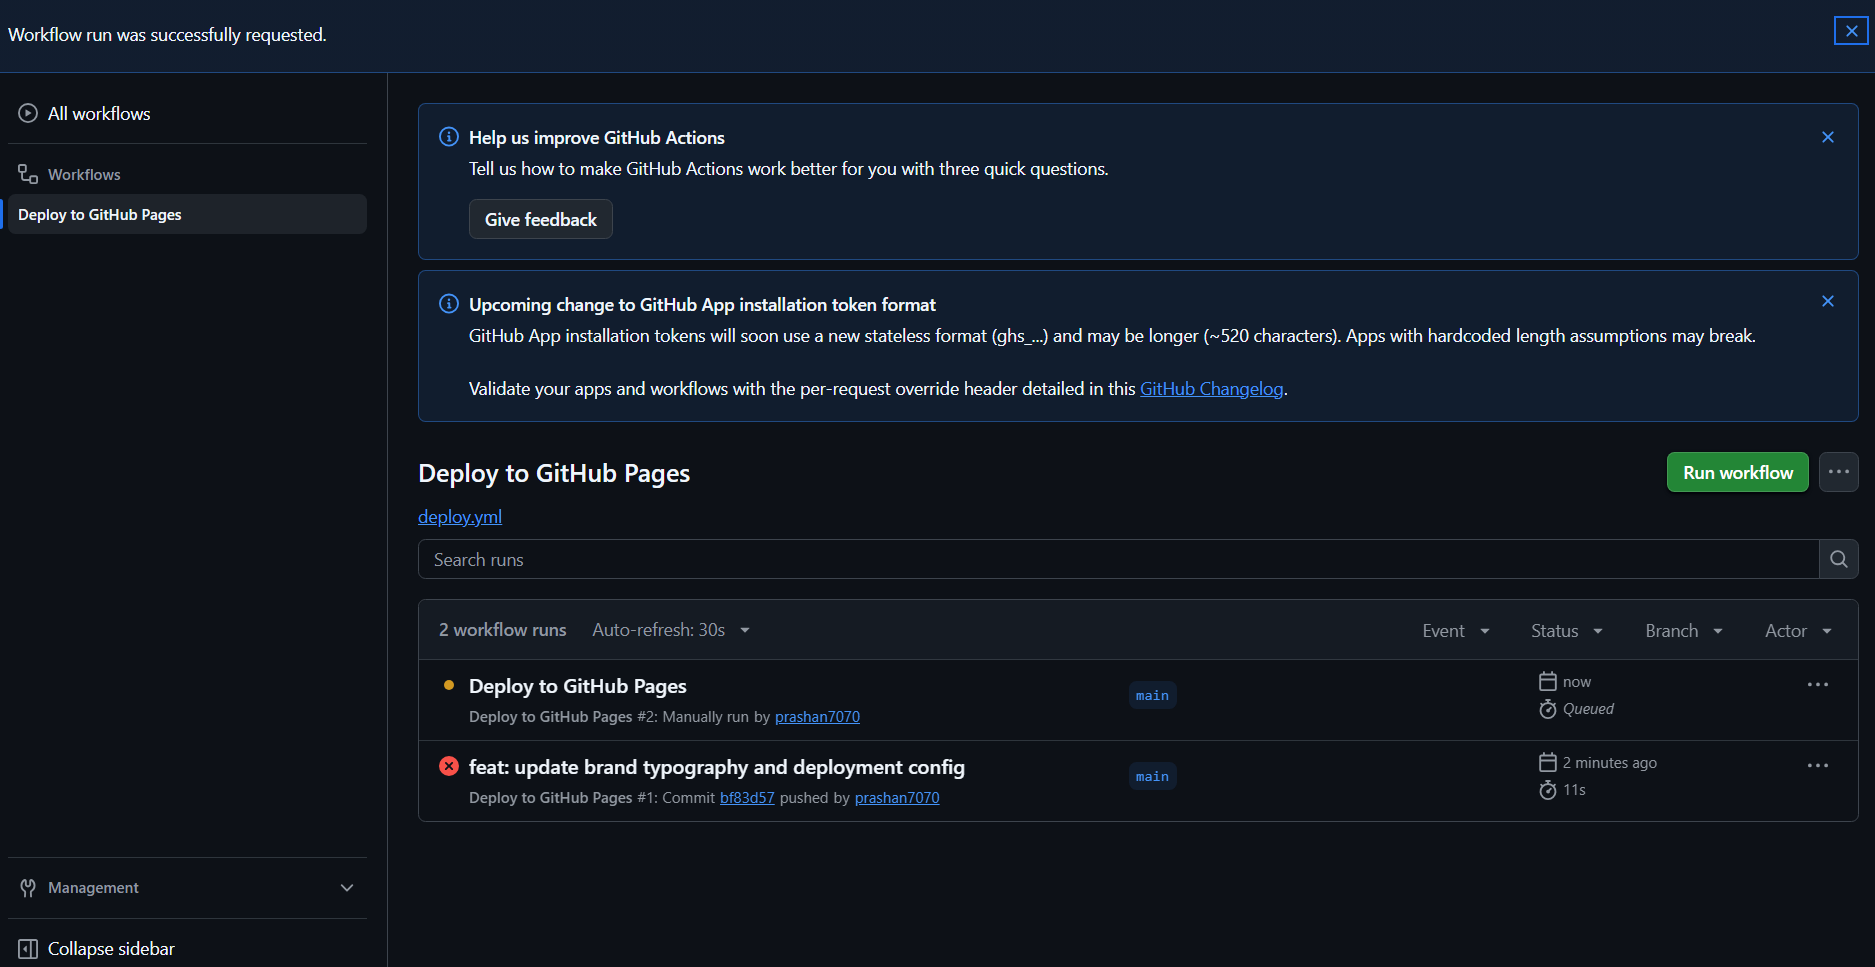 Workflow run was successfully requested.
All workflows
Workflows
Deploy to GitHub Pages
Management
Collapse sidebar
Help us improve GitHub Actions
Tell us how to make GitHub Actions work better for you with three quick questions.
Give feedback
Upcoming change to GitHub App installation token format
GitHub App installation tokens will soon use a new stateless format (ghs_...) and may be longer (~520 characters). Apps with hardcoded length assumptions may break.
Validate your apps and workflows with the per-request override header detailed in this GitHub Changelog.
Deploy to GitHub Pages
Run workflow
deploy.yml
Search runs
2 workflow runs Auto-refresh: 30s Event Status Branch Actor
Deploy to GitHub Pages main now
Deploy to GitHub Pages #2: Manually run by prashan7070 Queued
feat: update brand typography and deployment config main 2 minutes ago
Deploy to GitHub Pages #1: Commit bf83d57 pushed by prashan7070 11s